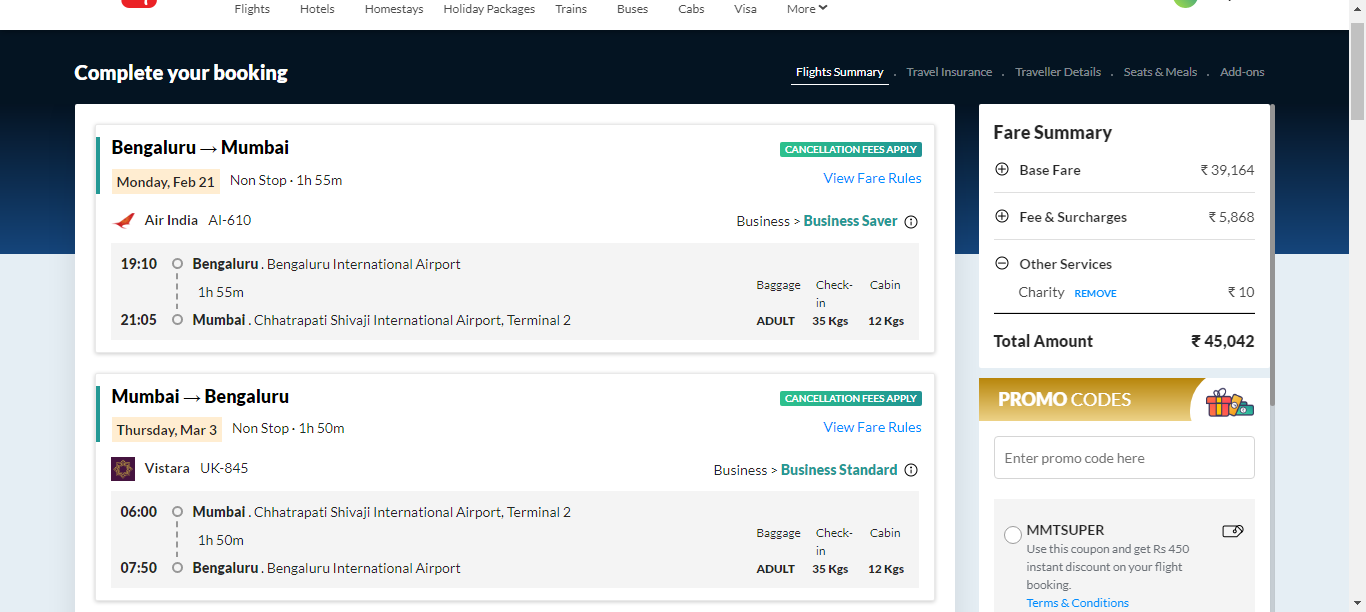 Flights Hotels Homestays Holiday Packages Trains Buses Cabs Visa More
Complete your booking
Flights Summary . Travel Insurance . Traveller Details . Seats & Meals . Add-ons
Bengaluru → Mumbai
CANCELLATION FEES APPLY
Monday, Feb 21 Non Stop · 1h 55m
View Fare Rules
Air India AI-610
Business > Business Saver
19:10 Bengaluru . Bengaluru International Airport
1h 55m
21:05 Mumbai . Chhatrapati Shivaji International Airport, Terminal 2
Baggage Check-in Cabin
ADULT 35 Kgs 12 Kgs
Mumbai → Bengaluru
CANCELLATION FEES APPLY
Thursday, Mar 3 Non Stop · 1h 50m
View Fare Rules
Vistara UK-845
Business > Business Standard
06:00 Mumbai . Chhatrapati Shivaji International Airport, Terminal 2
1h 50m
07:50 Bengaluru . Bengaluru International Airport
Baggage Check-in Cabin
ADULT 35 Kgs 12 Kgs
Fare Summary
Base Fare ₹ 39,164
Fee & Surcharges ₹ 5,868
Other Services
Charity REMOVE ₹ 10
Total Amount ₹ 45,042
PROMO CODES
Enter promo code here
MMTSUPER
Use this coupon and get Rs 450
instant discount on your flight
booking.
Terms & Conditions